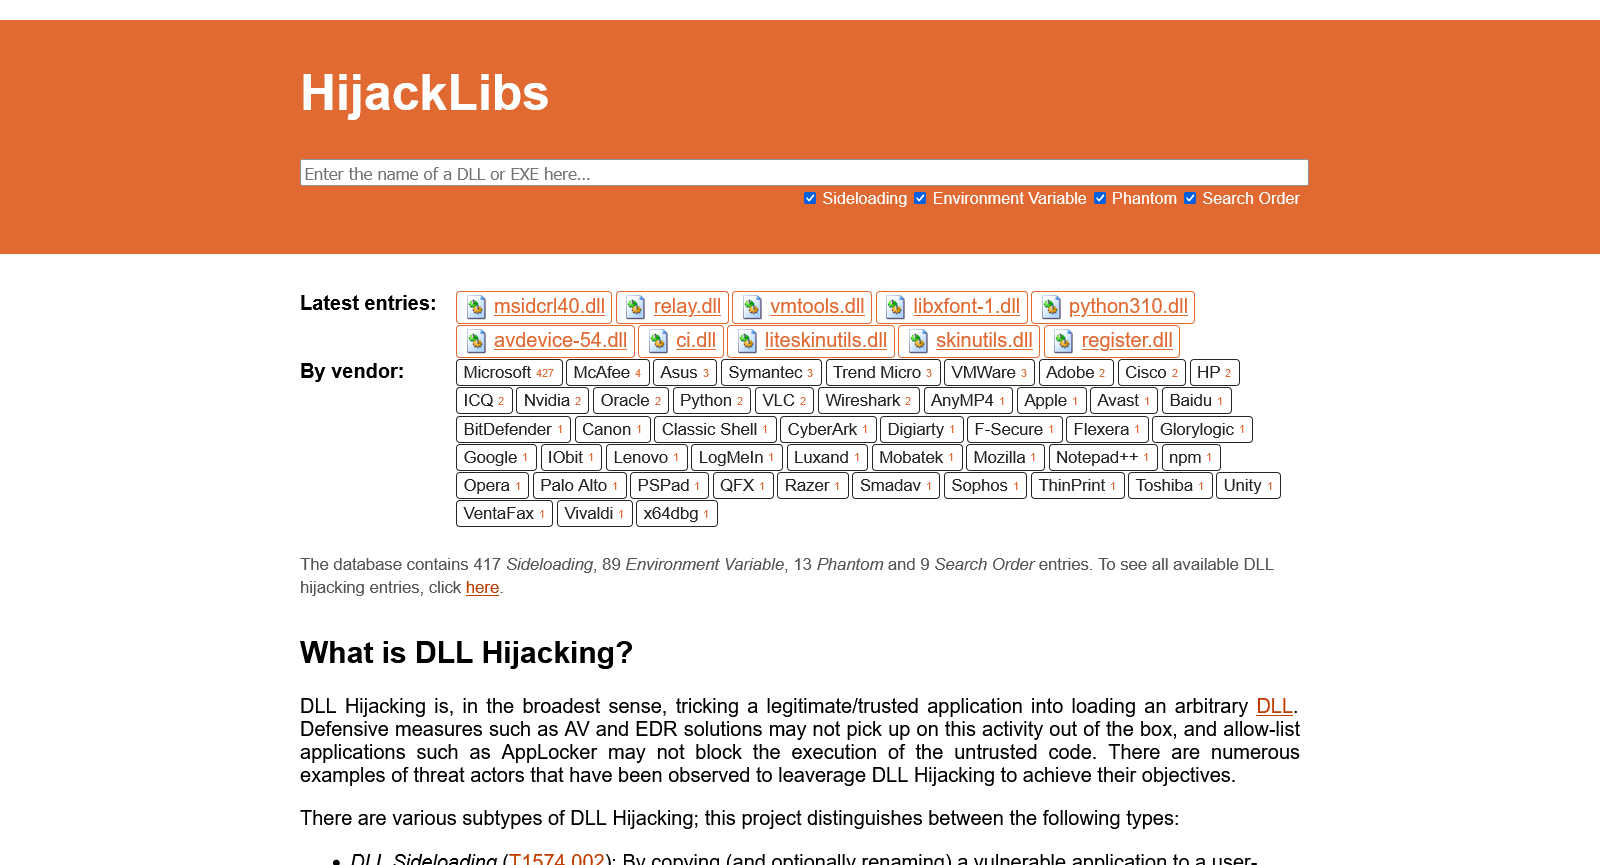 HijackLibs
Enter the name of a DLL or EXE here...
Sideloading Environment Variable Phantom Search Order
Latest entries: msidcrl40.dll relay.dll vmtools.dll libxfont-1.dll python310.dll
avdevice-54.dll ci.dll liteskinutils.dll skinutils.dll register.dll
By vendor: Microsoft 427 McAfee 4 Asus 3 Symantec 3 Trend Micro 3 VMWare 3 Adobe 2 Cisco 2 HP 2
ICQ 2 Nvidia 2 Oracle 2 Python 2 VLC 2 Wireshark 2 AnyMP4 1 Apple 1 Avast 1 Baidu 1
BitDefender 1 Canon 1 Classic Shell 1 CyberArk 1 Digiarty 1 F-Secure 1 Flexera 1 Glorylogic 1
Google 1 IObit 1 Lenovo 1 LogMeIn 1 Luxand 1 Mobatek 1 Mozilla 1 Notepad++ 1 npm 1
Opera 1 Palo Alto 1 PSPad 1 QFX 1 Razer 1 Smadav 1 Sophos 1 ThinPrint 1 Toshiba 1 Unity 1
VentaFax 1 Vivaldi 1 x64dbg 1
The database contains 417 Sideloading, 89 Environment Variable, 13 Phantom and 9 Search Order entries. To see all available DLL
hijacking entries, click here.
What is DLL Hijacking?
DLL Hijacking is, in the broadest sense, tricking a legitimate/trusted application into loading an arbitrary DLL.
Defensive measures such as AV and EDR solutions may not pick up on this activity out of the box, and allow-list
applications such as AppLocker may not block the execution of the untrusted code. There are numerous
examples of threat actors that have been observed to leaverage DLL Hijacking to achieve their objectives.
There are various subtypes of DLL Hijacking; this project distinguishes between the following types:
• DLL Sideloading (T1574.002): By copying (and optionally renaming) a vulnerable application to a user-